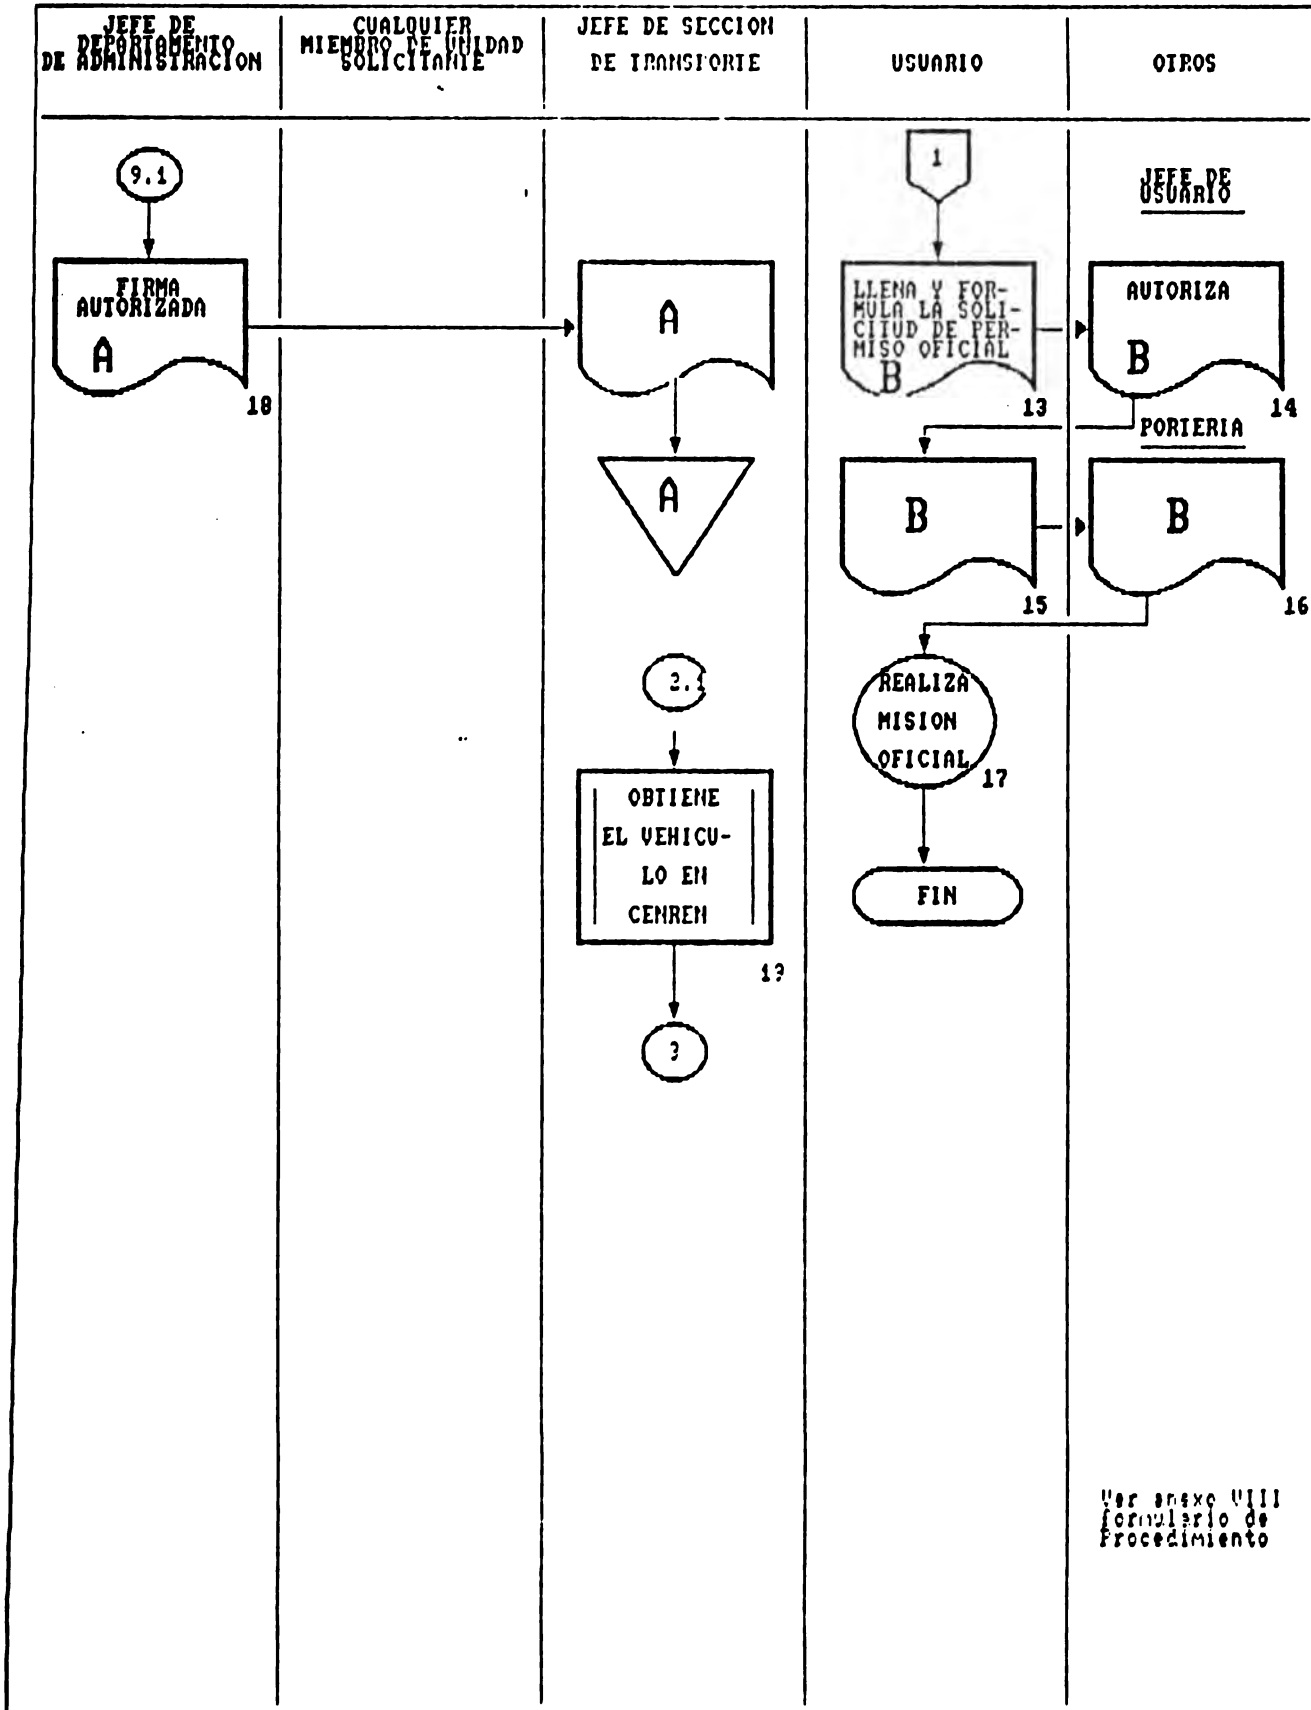 JEFE DE
DEPARTAMENTO
DE ADMINISTRACION
CUALQUIER
MIEMBRO DE UNIDAD
SOLICITANTE
JEFE DE SECCION
DE TRANSPORTE
USUARIO
OTROS
9.1
FIRMA
AUTORIZADA
A
18
A
A
2.1
OBTIENE
EL VEHICU-
LO EN
CENREN
19
3
1
LLENA Y FOR-
MULA LA SOLI-
CITUD DE PER-
MISO OFICIAL
B
13
JEFE DE
USUARIO
AUTORIZA
B
14
B
15
PORTERIA
B
16
REALIZA
MISION
OFICIAL
17
FIN
Ver anexo VIII
formulario de
Procedimiento